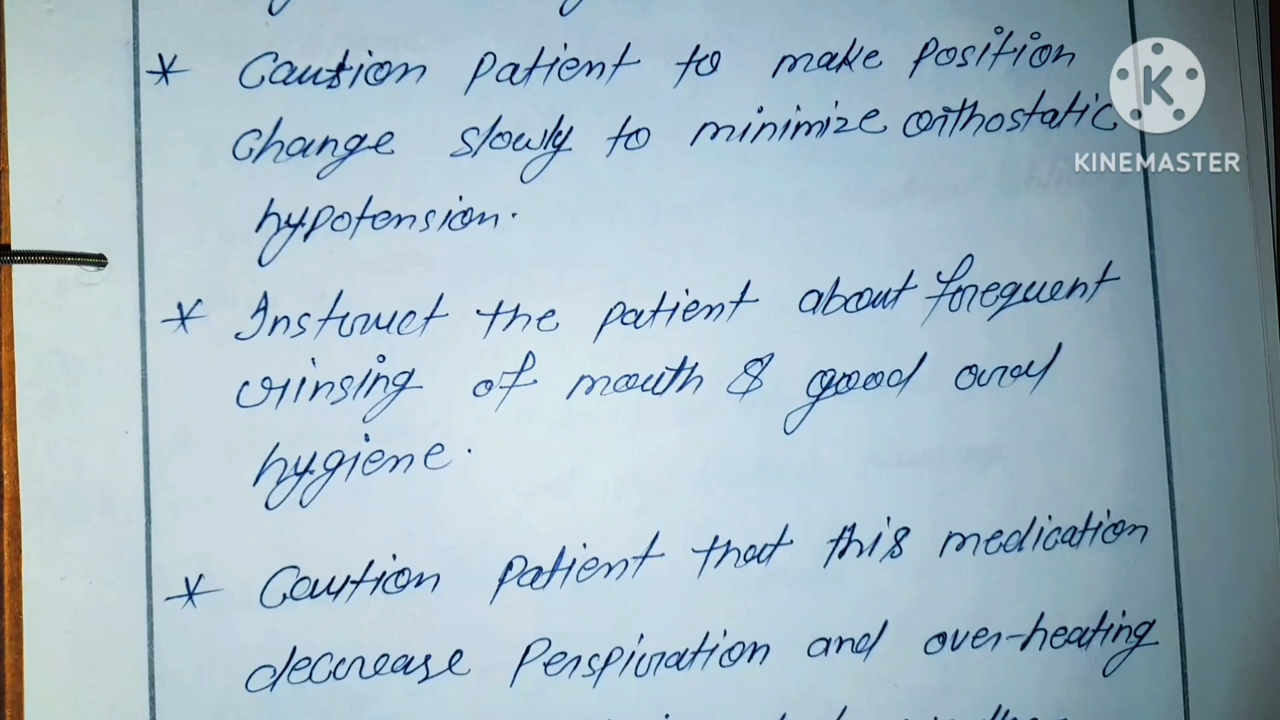 * Caution patient to make position
change slowly to minimize orthostatic
hypotension.
* Instruct the patient about frequent
rinsing of mouth & good oral
hygiene.
* Caution patient that this medication
decrease Perspiration and over-heating
K
KINEMASTER